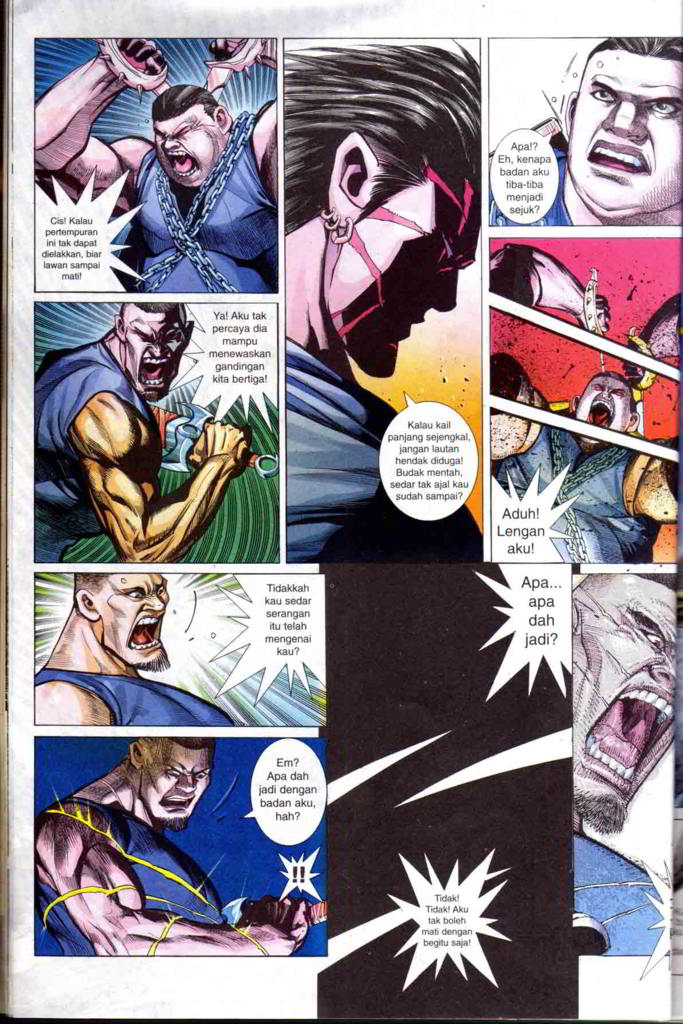 Cis! Kalau
pertempuran
ini tak dapat
dielakkan, biar
lawan sampai
mati!
Ya! Aku tak
percaya dia
mampu
menewaskan
gandingan
kita bertiga!
Kalau kail
panjang sejengkal,
jangan lautan
hendak diduga!
Budak mentah,
sedar tak ajal kau
sudah sampai?
Apa!?
Eh, kenapa
badan aku
tiba-tiba
menjadi
sejuk?
Aduh!
Lengan
aku!
Tidakkah
kau sedar
serangan
itu telah
mengenai
kau?
Em?
Apa dah
jadi dengan
badan aku,
hah?
!!
Apa...
apa
dah
jadi?
Tidak!
Tidak! Aku
tak boleh
mati dengan
begitu saja!